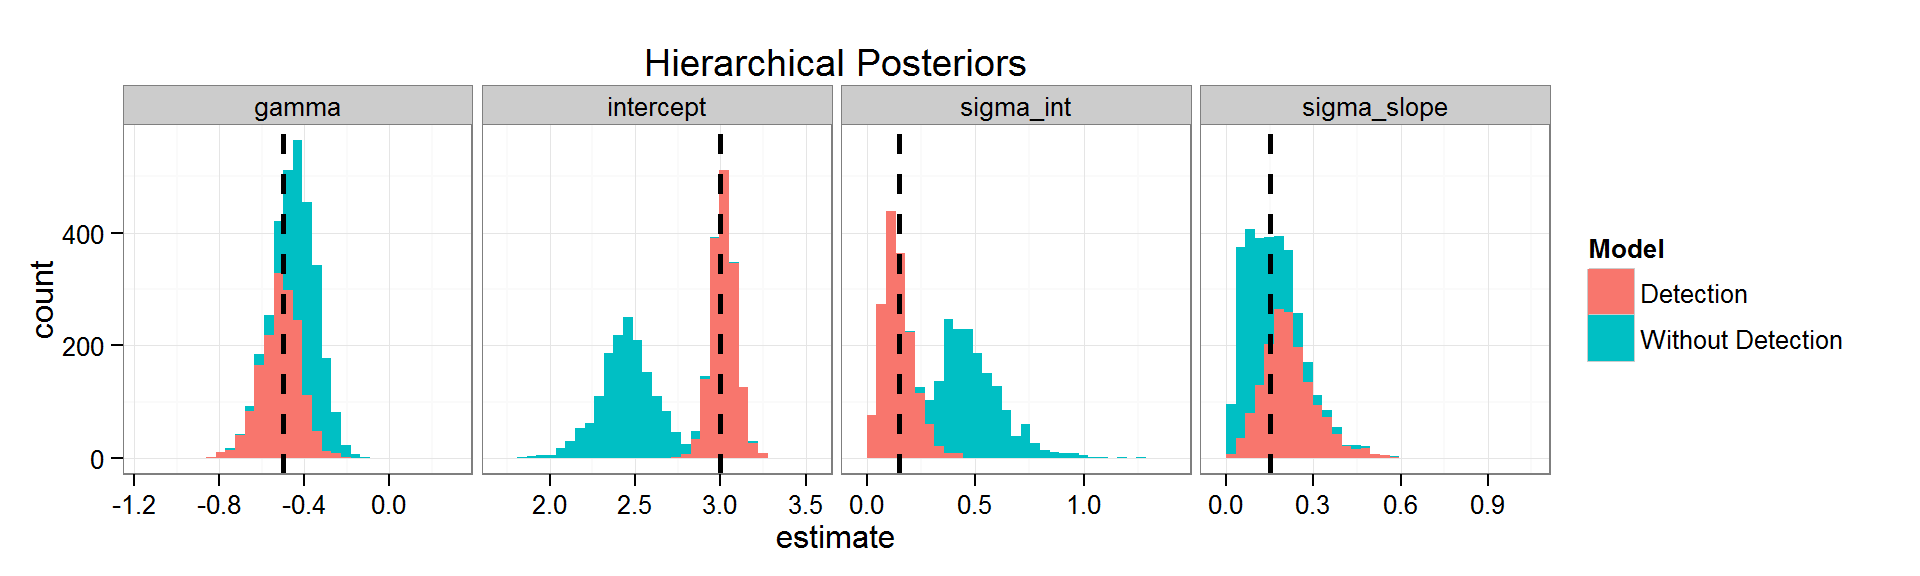 Hierarchical Posteriors
gamma
intercept
sigma_int
sigma_slope
count
400
200
0
-1.2 -0.8 -0.4 0.0
2.0 2.5 3.0 3.5
0.0 0.5 1.0
0.0 0.3 0.6 0.9
estimate
Model
Detection
Without Detection